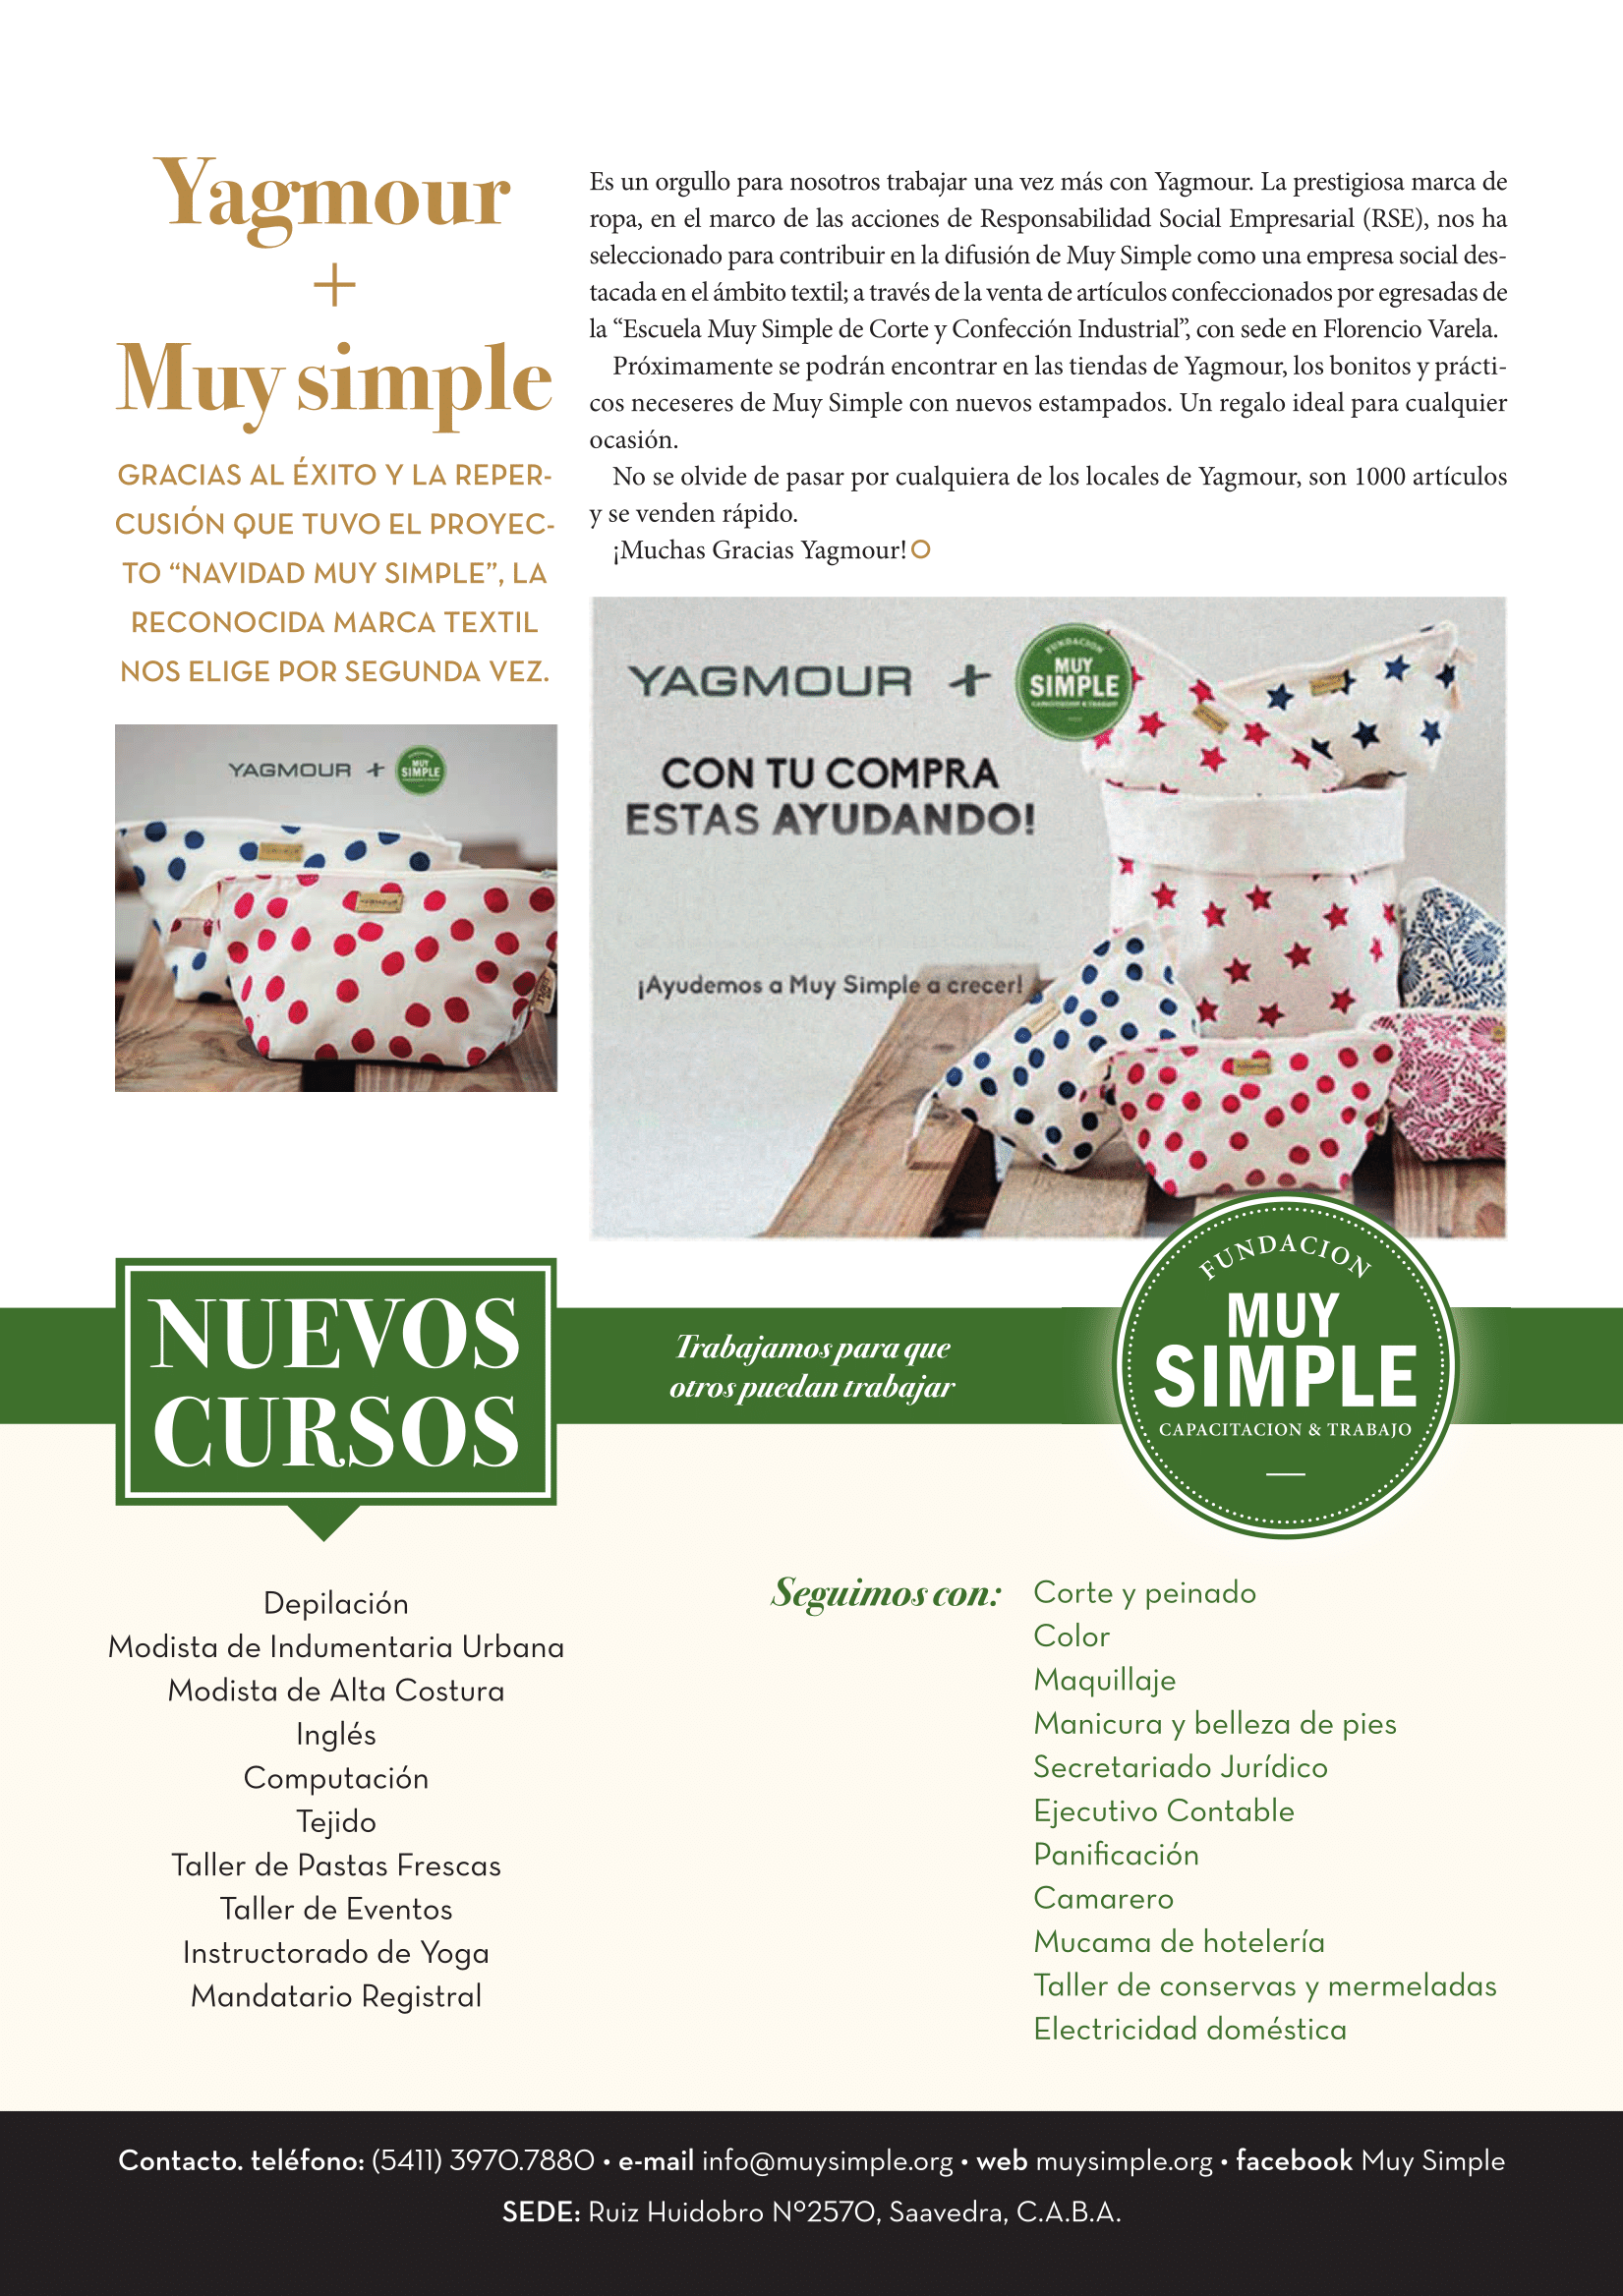 Yagmour
+
Muy simple
GRACIAS AL ÉXITO Y LA REPER-
CUSIÓN QUE TUVO EL PROYEC-
TO “NAVIDAD MUY SIMPLE”, LA
RECONOCIDA MARCA TEXTIL
NOS ELIGE POR SEGUNDA VEZ.
YAGMOUR +
MUY
SIMPLE
Es un orgullo para nosotros trabajar una vez más con Yagmour. La prestigiosa marca de
ropa, en el marco de las acciones de Responsabilidad Social Empresarial (RSE), nos ha
seleccionado para contribuir en la difusión de Muy Simple como una empresa social des-
tacada en el ámbito textil; a través de la venta de artículos confeccionados por egresadas de
la “Escuela Muy Simple de Corte y Confección Industrial”, con sede en Florencio Varela.
Próximamente se podrán encontrar en las tiendas de Yagmour, los bonitos y prácti-
cos neceseres de Muy Simple con nuevos estampados. Un regalo ideal para cualquier
ocasión.
No se olvide de pasar por cualquiera de los locales de Yagmour, son 1000 artículos
y se venden rápido.
¡Muchas Gracias Yagmour!
YAGMOUR +
FUNDACION
MUY
SIMPLE
CAPACITACION & TRABAJO
CON TU COMPRA
ESTAS AYUDANDO!
¡Ayudemos a Muy Simple a crecer!
NUEVOS
CURSOS
Trabajamos para que
otros puedan trabajar
FUNDACION
MUY
SIMPLE
CAPACITACION & TRABAJO
Depilación
Modista de Indumentaria Urbana
Modista de Alta Costura
Inglés
Computación
Tejido
Taller de Pastas Frescas
Taller de Eventos
Instructorado de Yoga
Mandatario Registral
Seguimos con:
Corte y peinado
Color
Maquillaje
Manicura y belleza de pies
Secretariado Jurídico
Ejecutivo Contable
Panificación
Camarero
Mucama de hotelería
Taller de conservas y mermeladas
Electricidad doméstica
Contacto. teléfono: (5411) 3970.7880 • e-mail info@muysimple.org • web muysimple.org • facebook Muy Simple
SEDE: Ruiz Huidobro Nº2570, Saavedra, C.A.B.A.